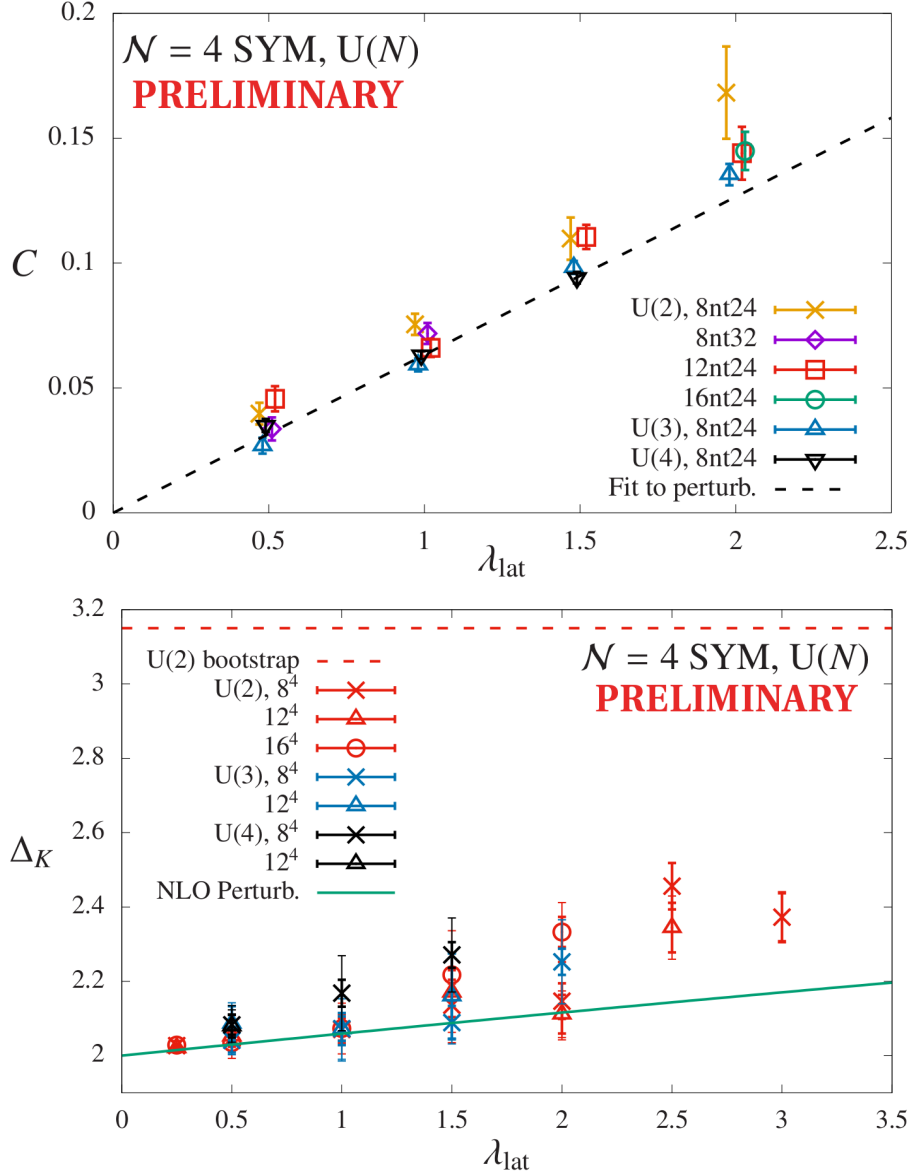 0.2
𝒩 = 4 SYM, U(N)
PRELIMINARY
0.15
C
0.1
0.05
0
U(2), 8nt24
8nt32
12nt24
16nt24
U(3), 8nt24
U(4), 8nt24
Fit to perturb.
0 0.5 1 1.5 2 2.5
λlat
3.2
U(2) bootstrap
U(2), 8⁴
12⁴
16⁴
U(3), 8⁴
12⁴
U(4), 8⁴
12⁴
NLO Perturb.
𝒩 = 4 SYM, U(N)
PRELIMINARY
3
2.8
2.6
ΔK
2.4
2.2
2
0 0.5 1 1.5 2 2.5 3 3.5
λlat